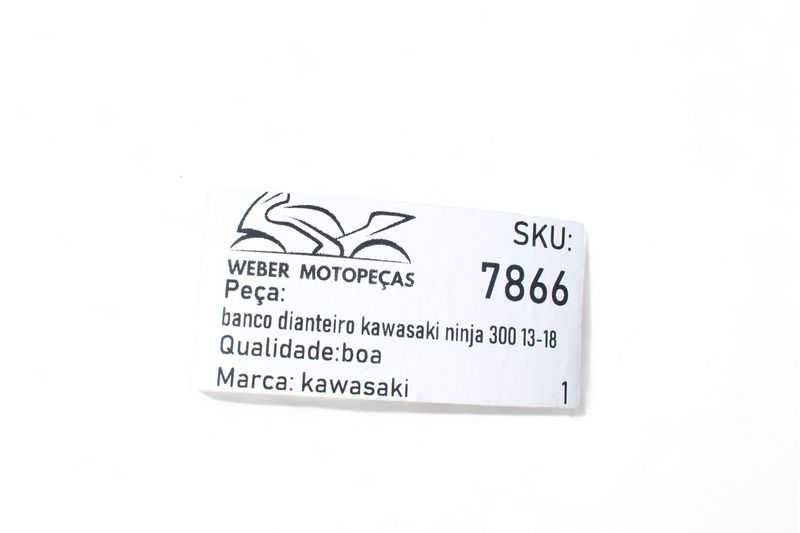 WEBER MOTOPEÇAS
SKU:
7866
Peça:
banco dianteiro kawasaki ninja 300 13-18
Qualidade:boa
Marca: kawasaki
1